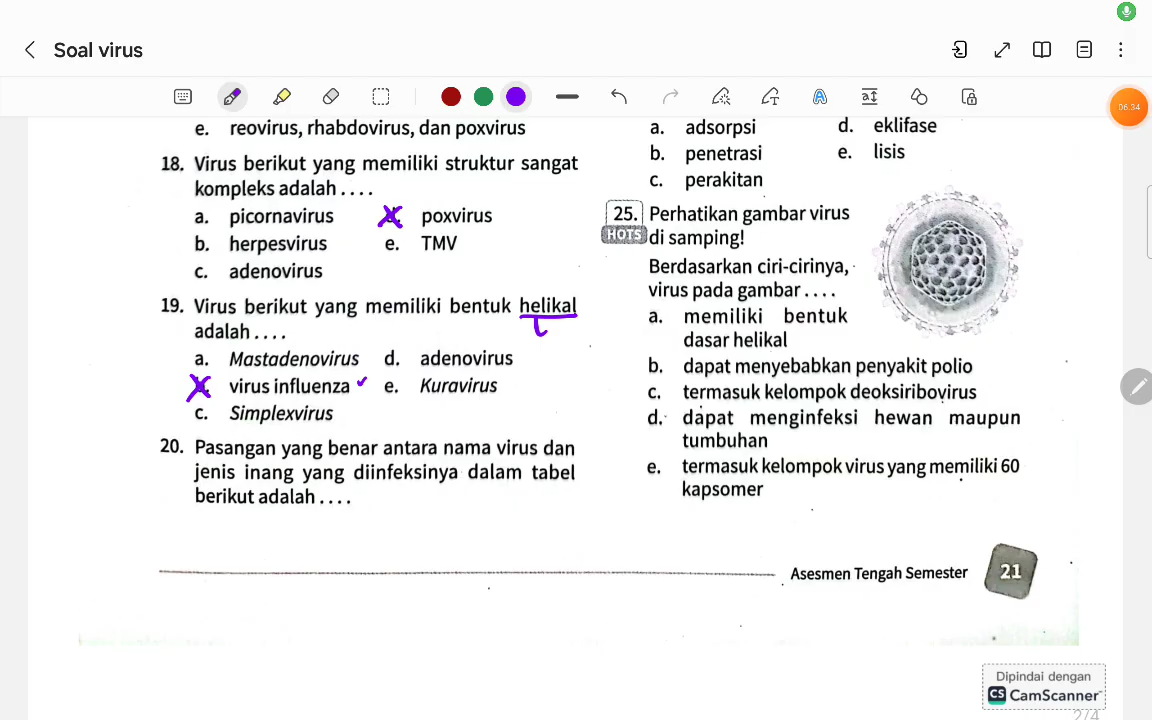 Soal virus
06.34
e. reovirus, rhabdovirus, dan poxvirus
18. Virus berikut yang memiliki struktur sangat
kompleks adalah . . . .
a. picornavirus poxvirus
b. herpesvirus e. TMV
c. adenovirus
19. Virus berikut yang memiliki bentuk helikal
adalah . . . .
a. Mastadenovirus d. adenovirus
virus influenza e. Kuravirus
c. Simplexvirus
20. Pasangan yang benar antara nama virus dan
jenis inang yang diinfeksinya dalam tabel
berikut adalah . . . .
a. adsorpsi d. eklifase
b. penetrasi e. lisis
c. perakitan
25. Perhatikan gambar virus
HOTS di samping!
Berdasarkan ciri-cirinya,
virus pada gambar . . . .
a. memiliki bentuk
dasar helikal
b. dapat menyebabkan penyakit polio
c. termasuk kelompok deoksiribovirus
d. dapat menginfeksi hewan maupun
tumbuhan
e. termasuk kelompok virus yang memiliki 60
kapsomer
Asesmen Tengah Semester 21
Dipindai dengan
CS CamScanner
2/4